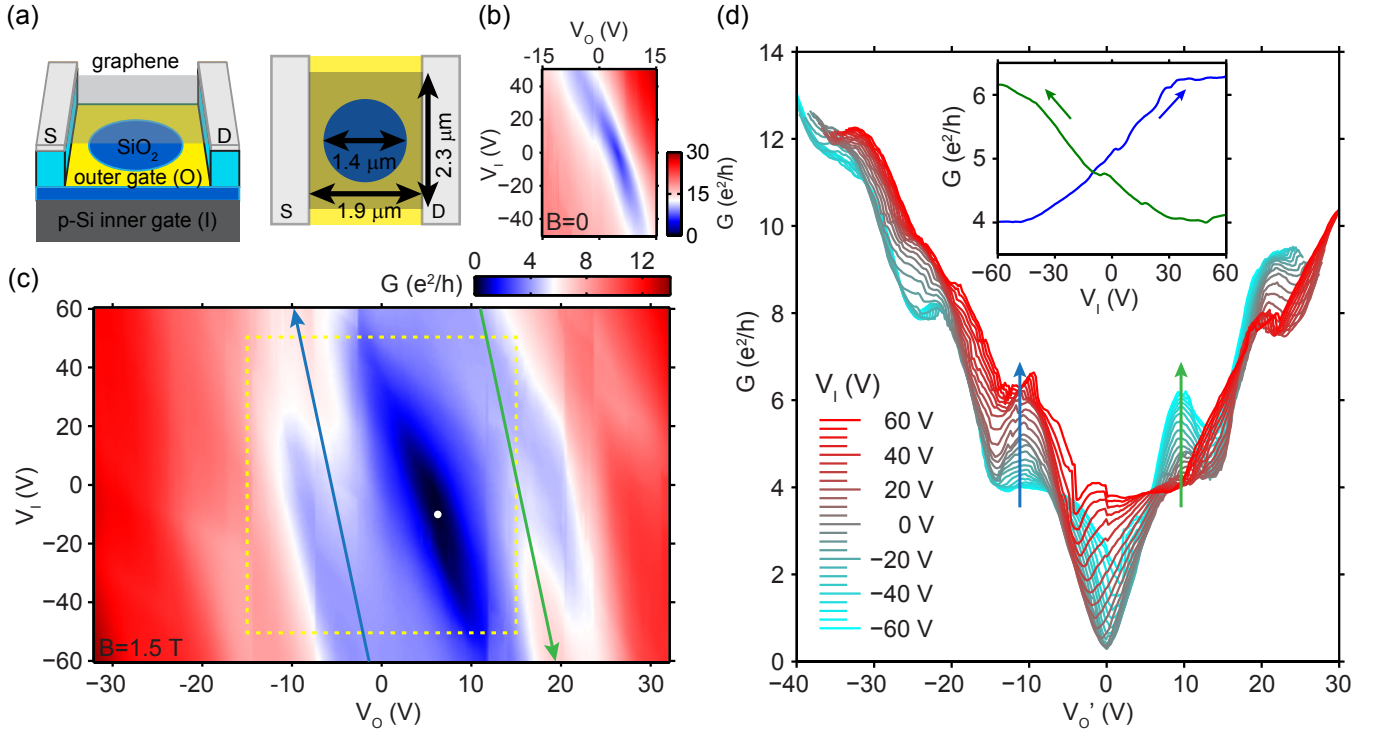 (a)
graphene
S
D
SiO2
outer gate (O)
p-Si inner gate (I)
1.4 μm
1.9 μm
2.3 μm
S
D
(b)
VO (V)
-15 0 15
40
20
0
−20
−40
VI (V)
B=0
30
15
0
G (e²/h)
(c)
G (e²/h)
0 4 8 12
60
40
20
0
−20
−40
−60
VI (V)
B=1.5 T
−30 -20 -10 0 10 20 30
VO (V)
(d)
14
12
10
8
6
4
2
0
G (e²/h)
−40 −30 −20 −10 0 10 20 30
VO' (V)
VI (V)
60 V
40 V
20 V
0 V
−20 V
−40 V
−60 V
6
4.8
4
G (e²/h)
−60 −30 0 30 60
VI (V)